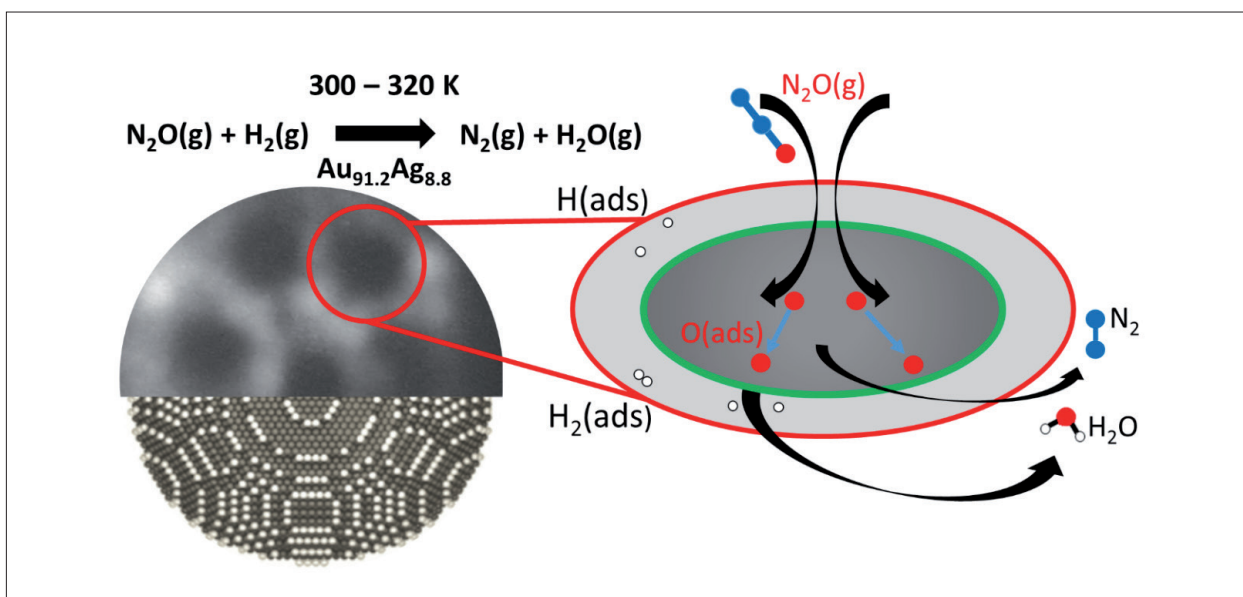 300 – 320 K
N₂O(g) + H₂(g) N₂(g) + H₂O(g)
Au₉₁.₂Ag₈.₈
N₂O(g)
H(ads)
O(ads)
N₂
H₂(ads)
H₂O